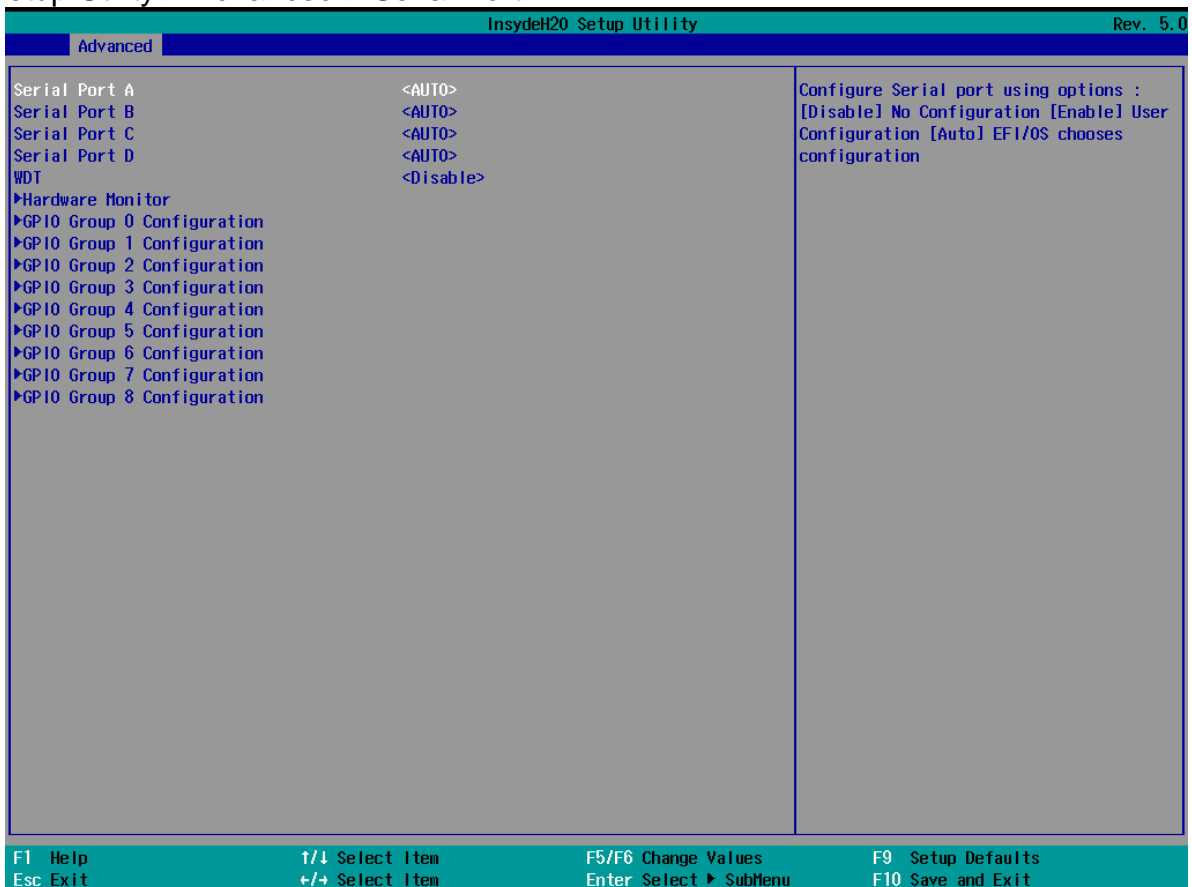 InsydeH20 Setup Utility Rev. 5.0
Advanced
Serial Port A <AUTO>
Serial Port B <AUTO>
Serial Port C <AUTO>
Serial Port D <AUTO>
WDT <Disable>
▶Hardware Monitor
▶GPIO Group 0 Configuration
▶GPIO Group 1 Configuration
▶GPIO Group 2 Configuration
▶GPIO Group 3 Configuration
▶GPIO Group 4 Configuration
▶GPIO Group 5 Configuration
▶GPIO Group 6 Configuration
▶GPIO Group 7 Configuration
▶GPIO Group 8 Configuration
Configure Serial port using options :
[Disable] No Configuration [Enable] User
Configuration [Auto] EFI/OS chooses
configuration
F1 Help ↑/↓ Select Item F5/F6 Change Values F9 Setup Defaults
Esc Exit ←/→ Select Item Enter Select ▶ SubMenu F10 Save and Exit